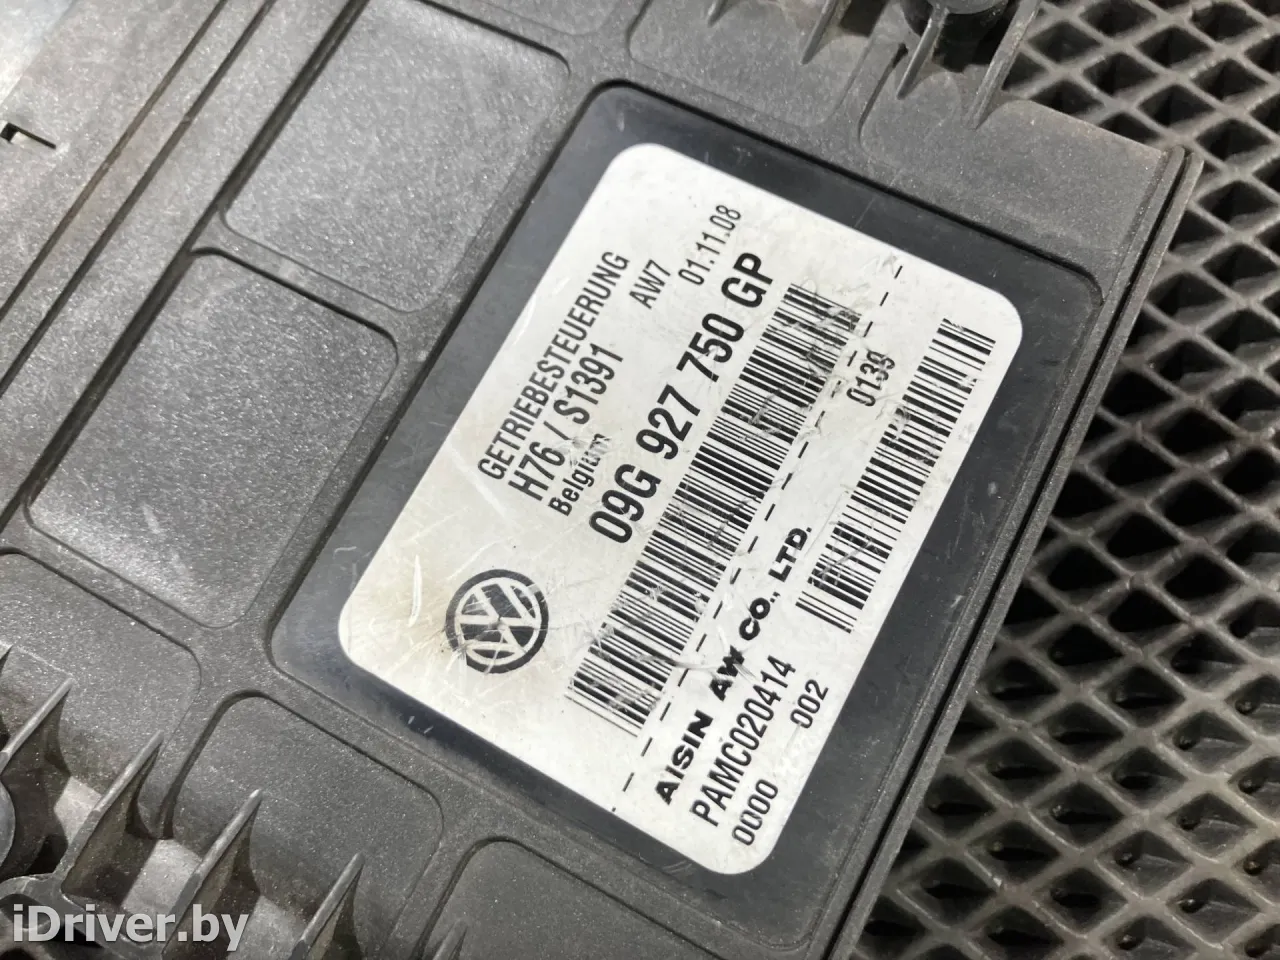 GETRIEBESTEUERUNG
H76 / S1391 AW7
Belgium 01.11.08
09G 927 750 GP
0139
AISIN AW CO., LTD.
PAMC020414
0000 002
iDriver.by